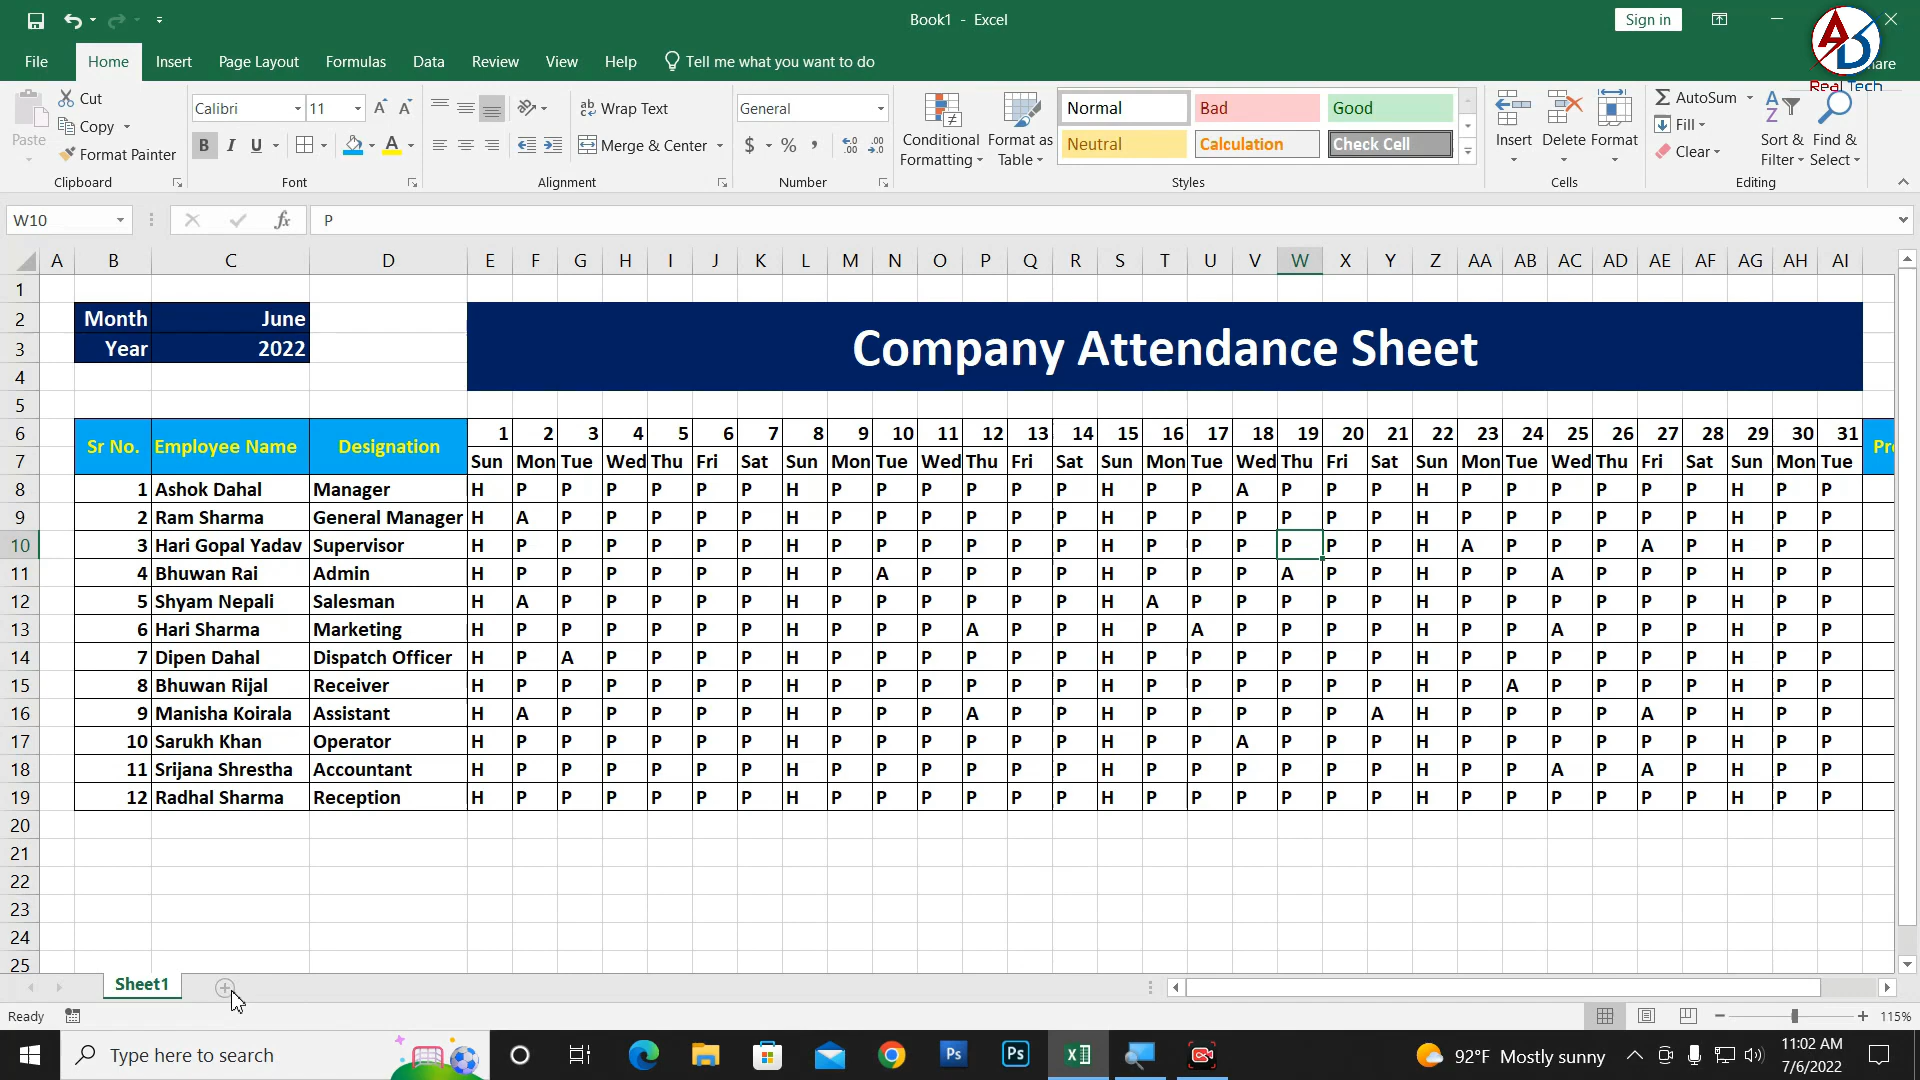 Book1 - Excel
Sign in
File Home Insert Page Layout Formulas Data Review View Help Tell me what you want to do
Real Tech
Cut
Copy
Format Painter
Paste
Clipboard
Calibri 11
B I U
Font
Wrap Text
Merge & Center
Alignment
General
$ % ,
Number
Conditional Formatting
Format as Table
Normal Bad Good
Neutral Calculation Check Cell
Styles
Insert Delete Format
Cells
AutoSum
Fill
Clear
Sort & Filter
Find & Select
Editing
W10 fx P
A B C D E F G H I J K L M N O P Q R S T U V W X Y Z AA AB AC AD AE AF AG AH AI
1
2 Month June
3 Year 2022
Company Attendance Sheet
4
5
6 Sr No. Employee Name Designation 1 2 3 4 5 6 7 8 9 10 11 12 13 14 15 16 17 18 19 20 21 22 23 24 25 26 27 28 29 30 31
7 Sun Mon Tue Wed Thu Fri Sat Sun Mon Tue Wed Thu Fri Sat Sun Mon Tue Wed Thu Fri Sat Sun Mon Tue Wed Thu Fri Sat Sun Mon Tue
8 1 Ashok Dahal Manager H P P P P P P H P P P P P P H P P A P P P H P P P P P P H P P
9 2 Ram Sharma General Manager H A P P P P P H P P P P P P H P P P P P P H P P P P P P H P P
10 3 Hari Gopal Yadav Supervisor H P P P P P P H P P P P P P H P P P P P P H A P P P A P H P P
11 4 Bhuwan Rai Admin H P P P P P P H P A P P P P H P P P A P P H P P A P P P H P P
12 5 Shyam Nepali Salesman H A P P P P P H P P P P P P H A P P P P P H P P P P P P H P P
13 6 Hari Sharma Marketing H P P P P P P H P P P A P P H P A P P P P H P P A P P P H P P
14 7 Dipen Dahal Dispatch Officer H P A P P P P H P P P P P P H P P P P P P H P P P P P P H P P
15 8 Bhuwan Rijal Receiver H P P P P P P H P P P P P P H P P P P P P H P A P P P P H P P
16 9 Manisha Koirala Assistant H A P P P P P H P P P A P P H P P P P P A H P P P P A P H P P
17 10 Sarukh Khan Operator H P P P P P P H P P P P P P H P P A P P P H P P P P P P H P P
18 11 Srijana Shrestha Accountant H P P P P P P H P P P P P P H P P P P P P H P P A P A P H P P
19 12 Radhal Sharma Reception H P P P P P P H P P P P P P H P P P P P P H P P P P P P H P P
20
21
22
23
24
25
Sheet1
Ready 115%
Type here to search
92°F Mostly sunny
11:02 AM
7/6/2022